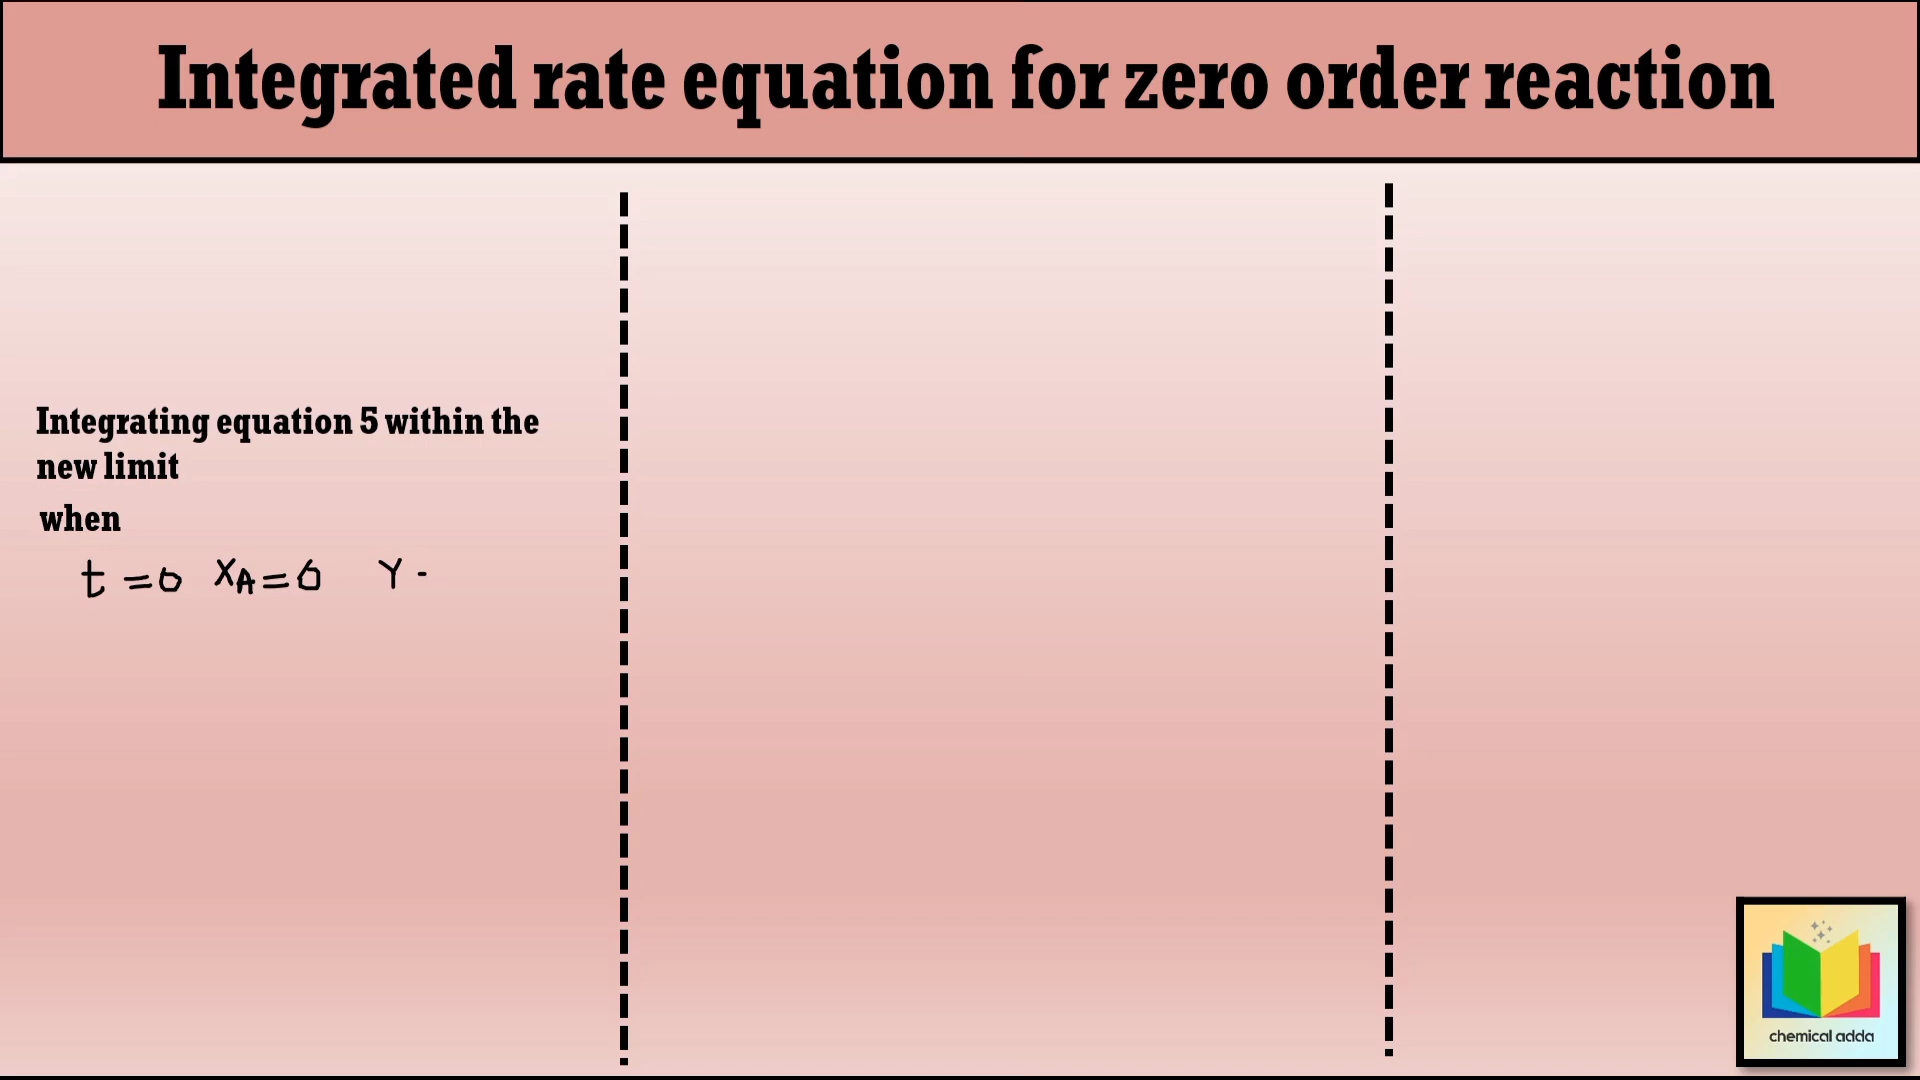 Integrated rate equation for zero order reaction
Integrating equation 5 within the
new limit
when
t = 0 XA = 0 Y -
chemical adda